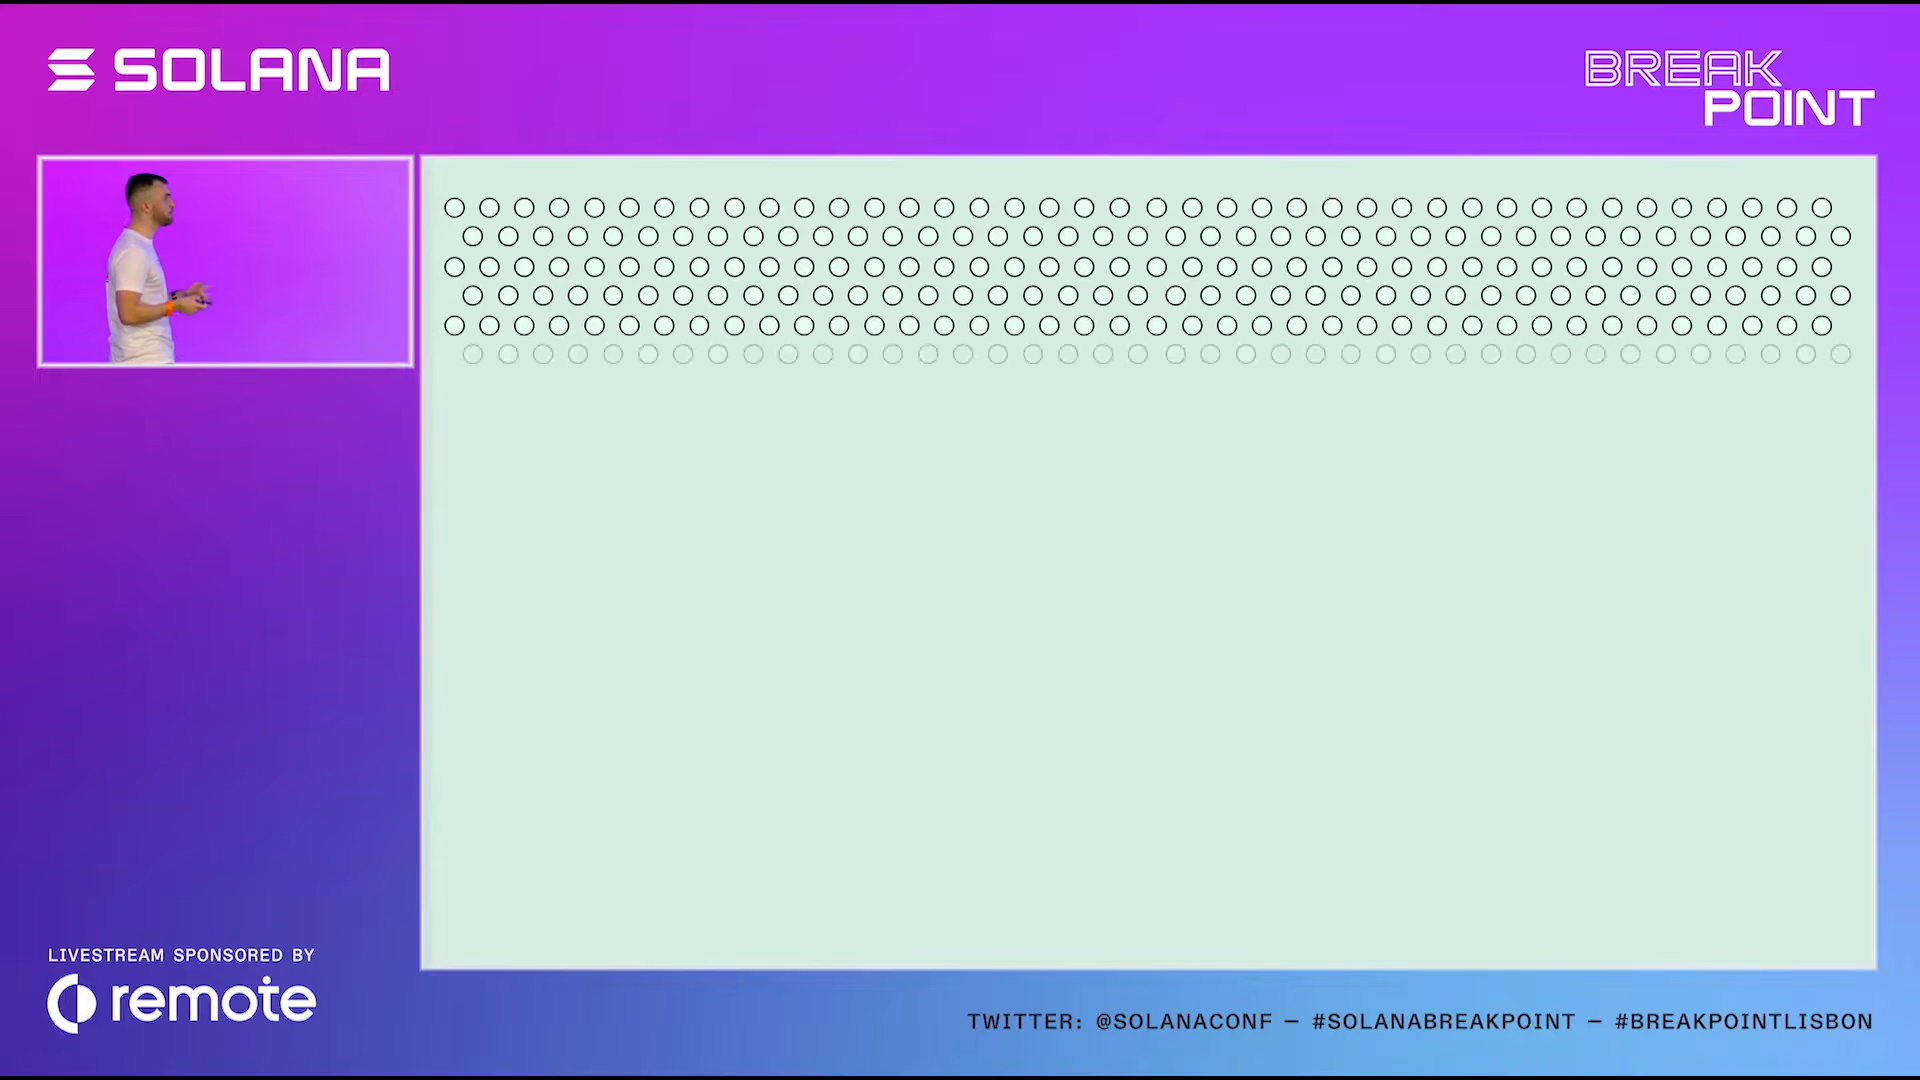 SOLANA
BREAK
POINT
LIVESTREAM SPONSORED BY
remote
TWITTER: @SOLANACONF — #SOLANABREAKPOINT — #BREAKPOINTLISBON